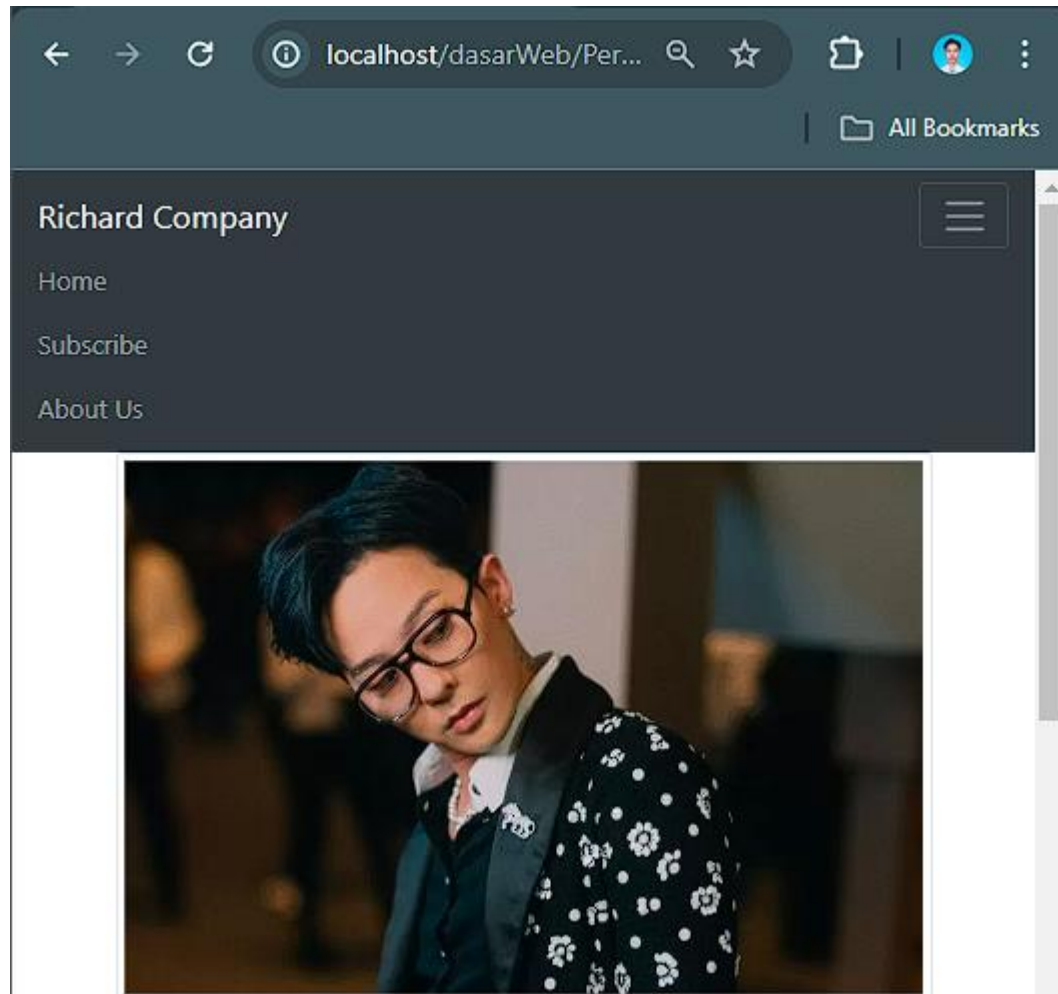 localhost/dasarWeb/Per...
All Bookmarks
Richard Company
Home
Subscribe
About Us